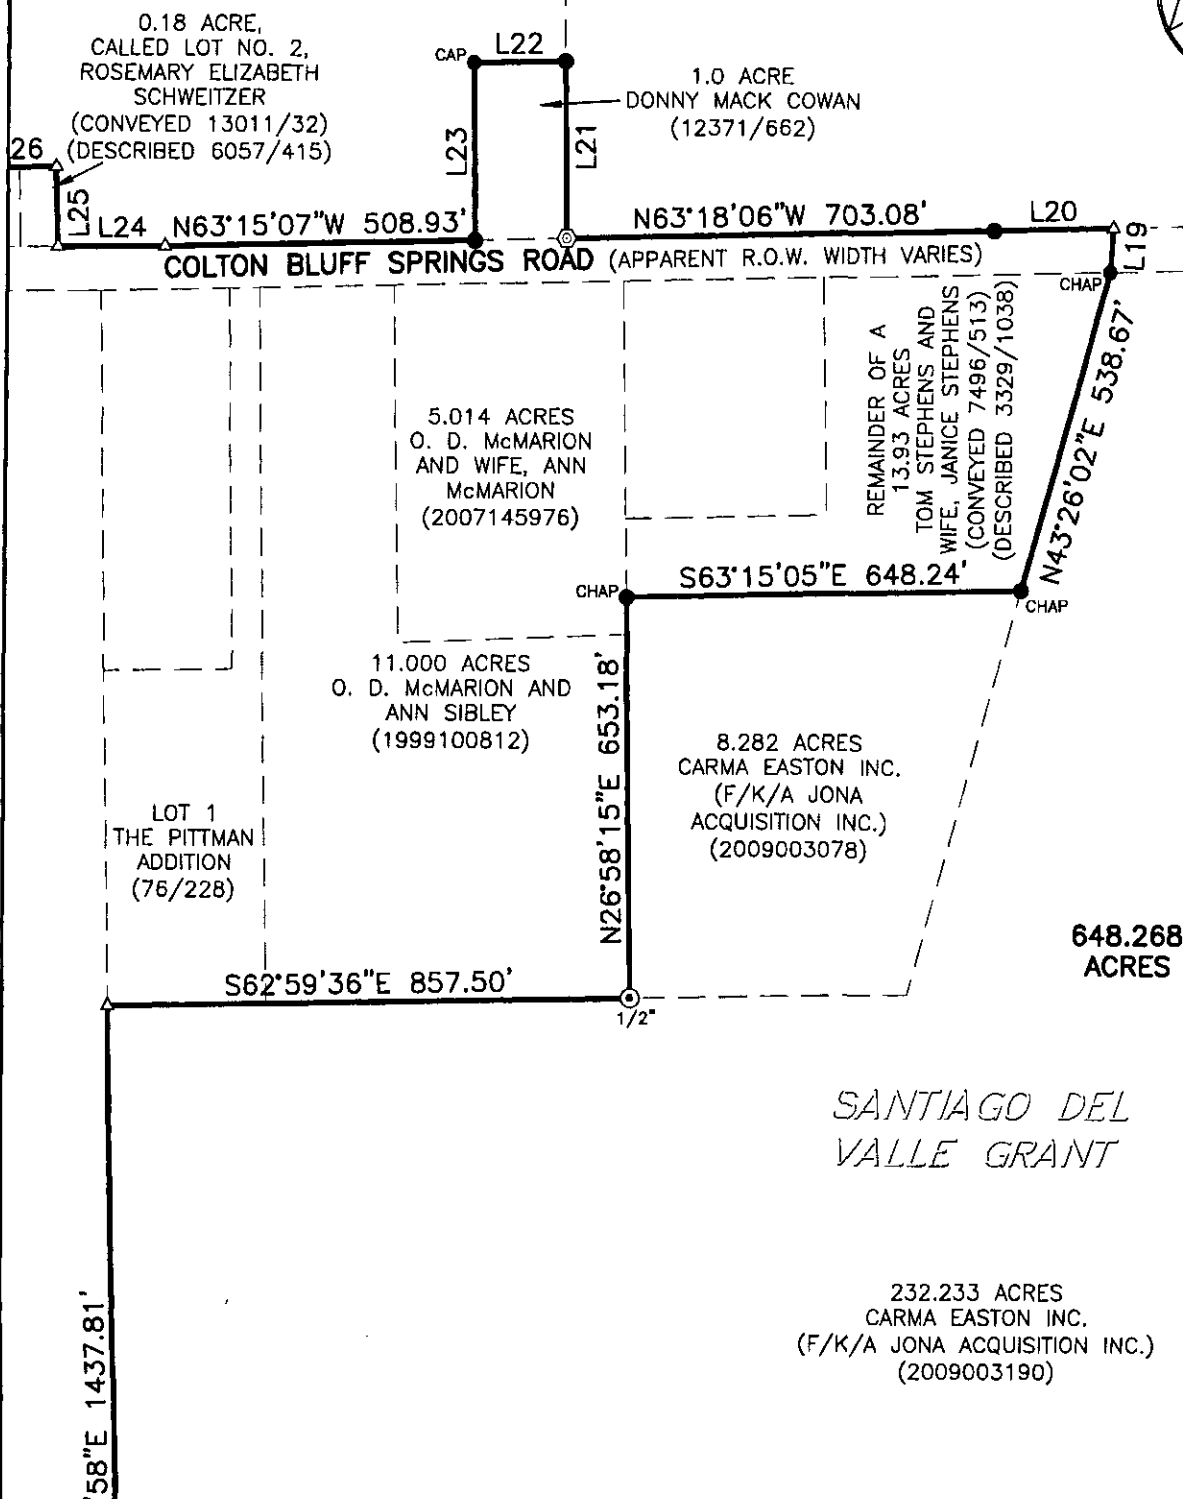 0.18 ACRE,
CALLED LOT NO. 2,
ROSEMARY ELIZABETH
SCHWEITZER
(CONVEYED 13011/32)
(DESCRIBED 6057/415)
CAP
L22
1.0 ACRE
DONNY MACK COWAN
(12371/662)
26
L25
L24
N63°15'07"W 508.93'
L23
L21
N63°18'06"W 703.08'
L20
L19
COLTON BLUFF SPRINGS ROAD (APPARENT R.O.W. WIDTH VARIES)
CHAP
REMAINDER OF A
13.93 ACRES
TOM STEPHENS AND
WIFE, JANICE STEPHENS
(CONVEYED 7496/513)
(DESCRIBED 3329/1038)
N43°26'02"E 538.67'
5.014 ACRES
O. D. McMARION
AND WIFE, ANN
McMARION
(2007145976)
S63°15'05"E 648.24'
CHAP
CHAP
11.000 ACRES
O. D. McMARION AND
ANN SIBLEY
(1999100812)
N26°58'15"E 653.18'
8.282 ACRES
CARMA EASTON INC.
(F/K/A JONA
ACQUISITION INC.)
(2009003078)
LOT 1
THE PITTMAN
ADDITION
(76/228)
648.268
ACRES
S62°59'36"E 857.50'
1/2"
SANTIAGO DEL
VALLE GRANT
232.233 ACRES
CARMA EASTON INC.
(F/K/A JONA ACQUISITION INC.)
(2009003190)
'58"E 1437.81'